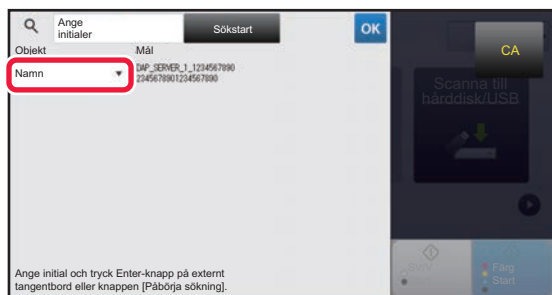 Ange
initialer
Sökstart
OK
CA
Objekt
Mål
Namn
DAP_SERVER_1_1234567890
2345678901234567890
Scanna till
hårddisk/USB
Ange initial och tryck Enter-knapp på externt
tangentbord eller knappen [Påbörja sökning].
Färg
Start